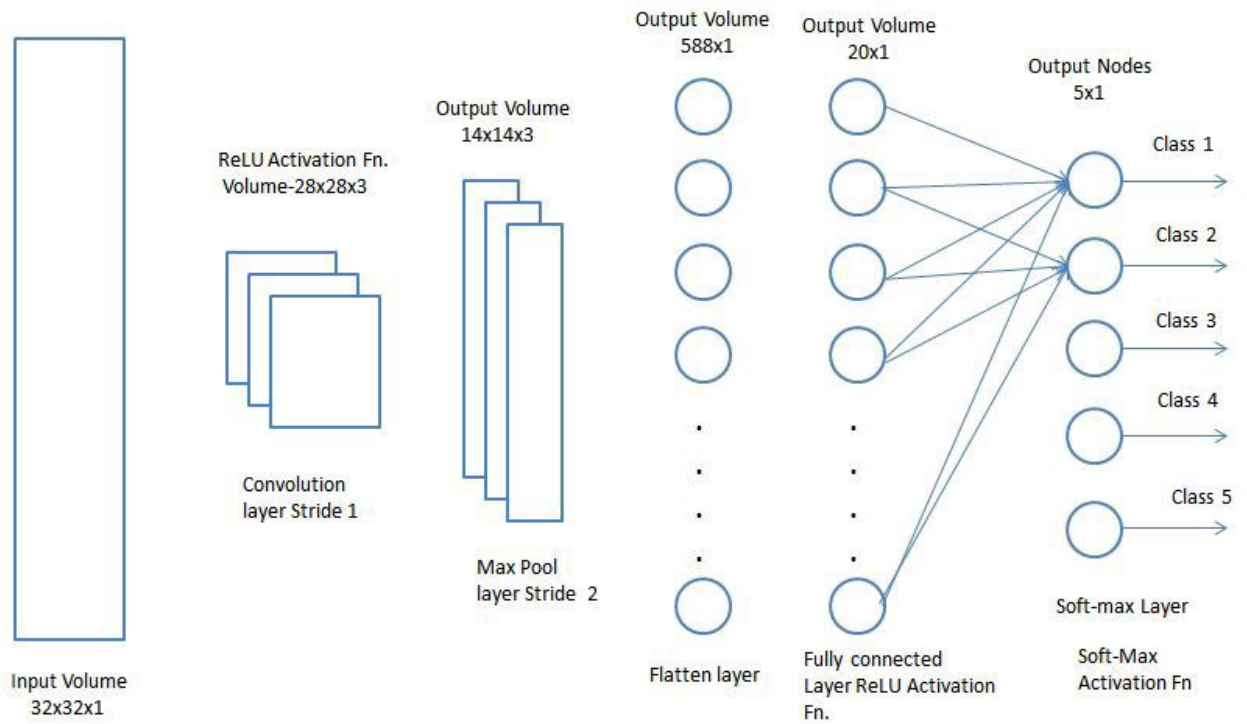 Input Volume
32x32x1
ReLU Activation Fn.
Volume-28x28x3
Convolution
layer Stride 1
Output Volume
14x14x3
Max Pool
layer Stride 2
Output Volume
588x1
.
.
.
.
Flatten layer
Output Volume
20x1
.
.
.
.
Fully connected
Layer ReLU Activation
Fn.
Output Nodes
5x1
Class 1
Class 2
Class 3
Class 4
Class 5
Soft-max Layer
Soft-Max
Activation Fn